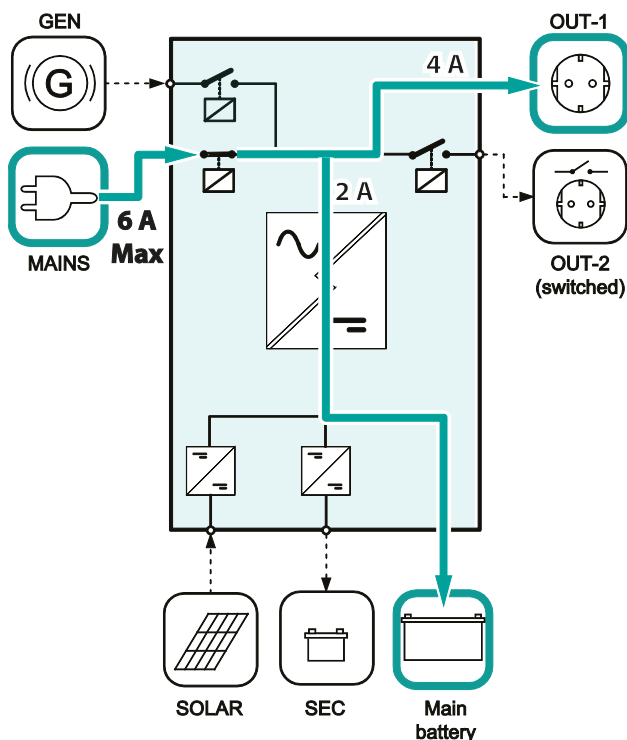 GEN
OUT-1
G
4 A
MAINS
6 A
Max
2 A
OUT-2
(switched)
SOLAR
SEC
Main
battery